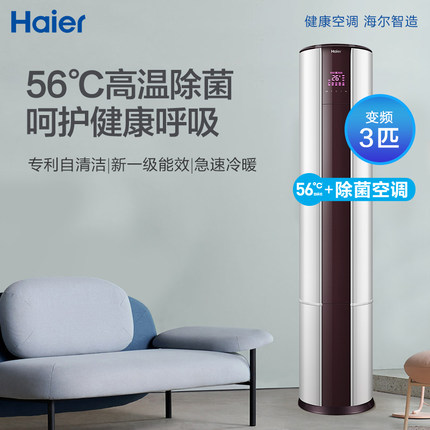 Haier
健康空调 海尔智造
56℃高温除菌
呵护健康呼吸
专利自清洁|新一级能效|急速冷暖
Haier
26℃
变频
3匹
56℃+除菌空调